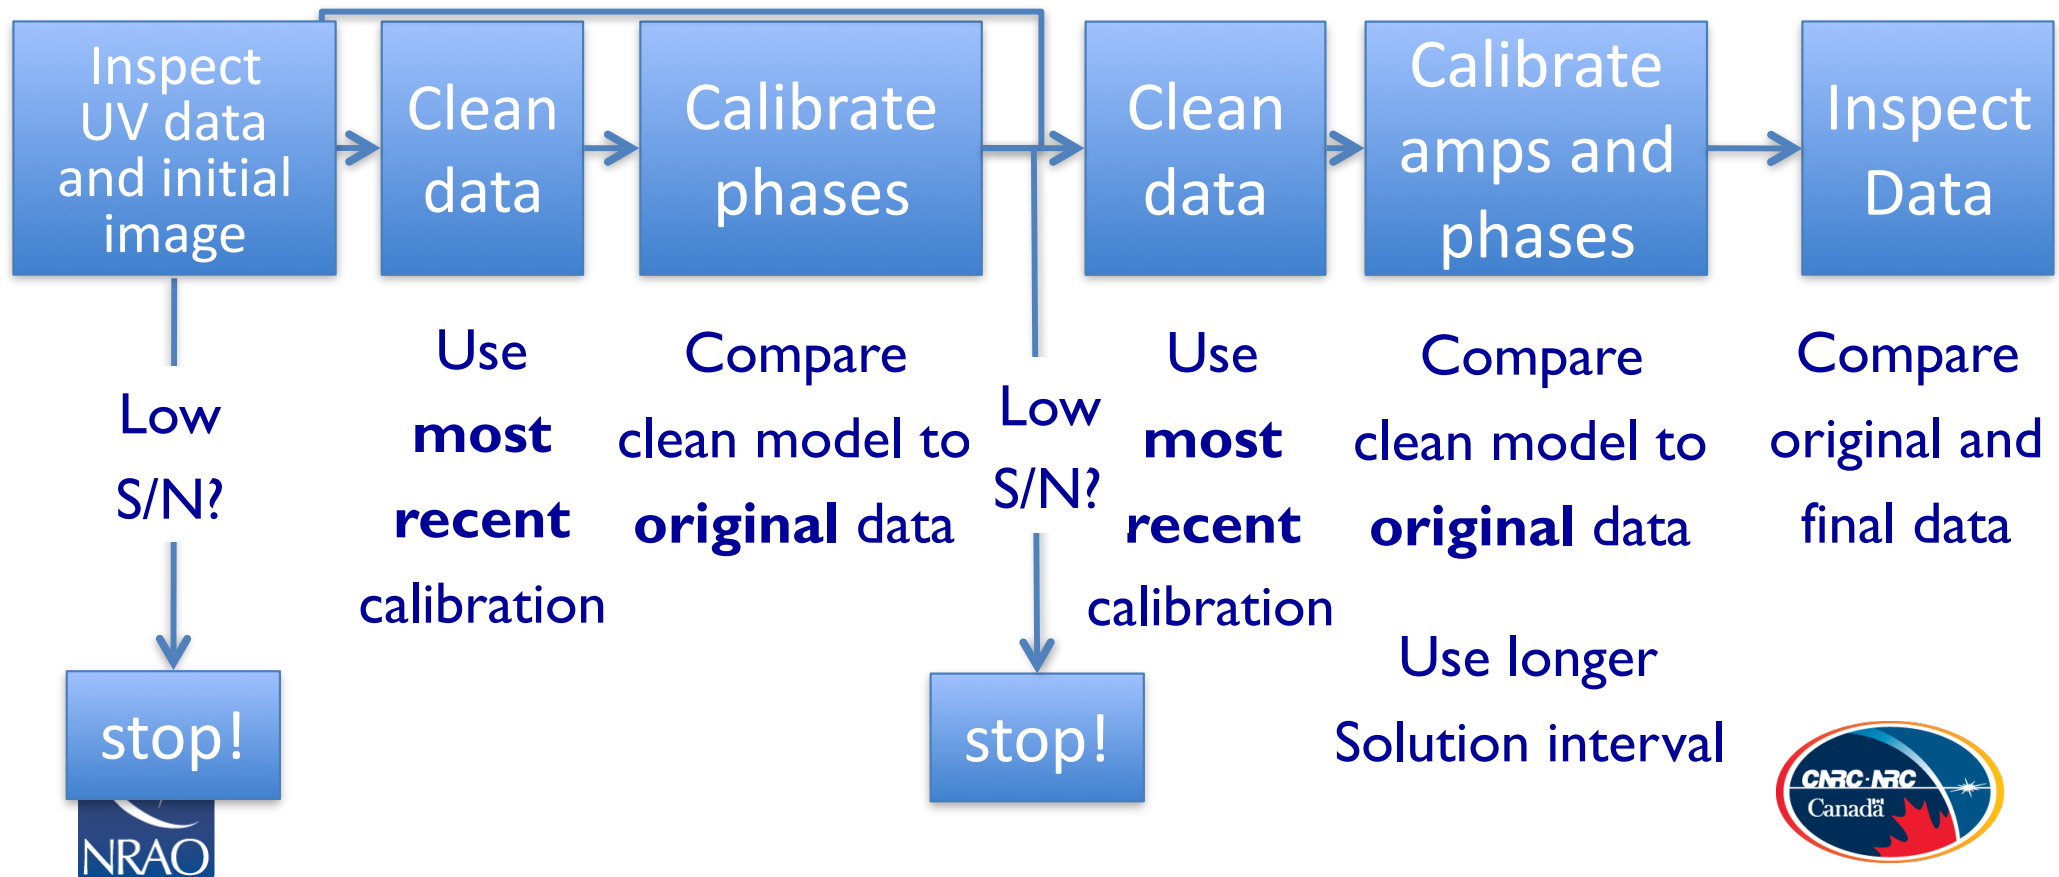 Inspect
UV data
and initial
image
Clean
data
Calibrate
phases
Clean
data
Calibrate
amps and
phases
Inspect
Data
Low
S/N?
Use
most
recent
calibration
Compare
clean model to
original data
Low
S/N?
Use
most
recent
calibration
Compare
clean model to
original data
Use longer
Solution interval
Compare
original and
final data
stop!
stop!
NRAO
CNRC·NRC
Canada